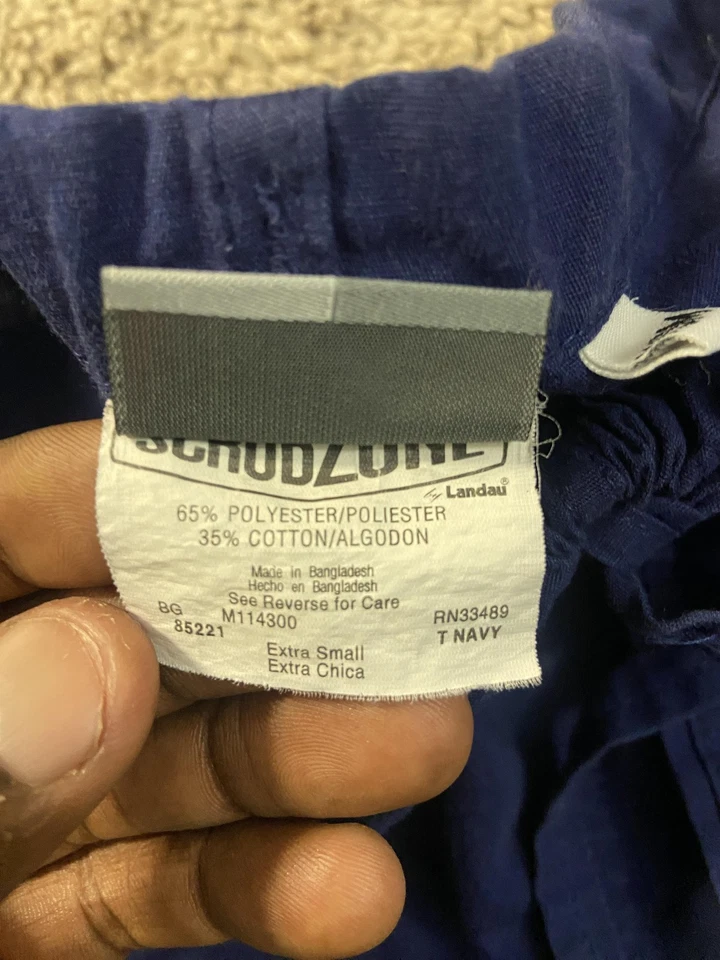 SCRUBZONE
by Landau®
65% POLYESTER/POLIESTER
35% COTTON/ALGODON
Made in Bangladesh
Hecho en Bangladesh
See Reverse for Care
BG M114300 RN33489
85221 T NAVY
Extra Small
Extra Chica